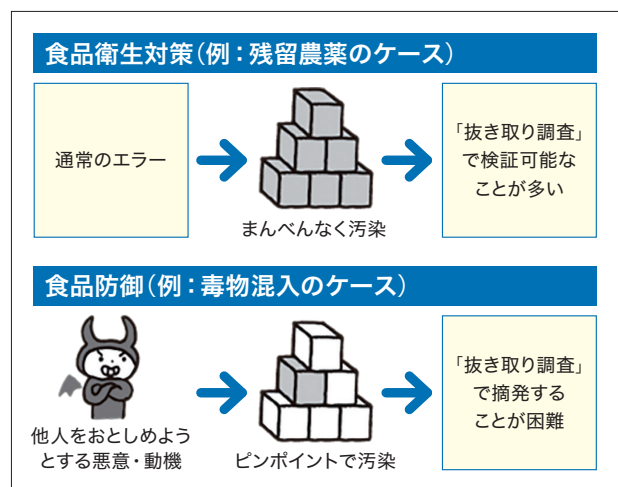 食品衛生対策(例：残留農薬のケース)
通常のエラー
まんべんなく汚染
「抜き取り調査」
で検証可能な
ことが多い
食品防御(例：毒物混入のケース)
他人をおとしめよう
とする悪意・動機
ピンポイントで汚染
「抜き取り調査」
で摘発する
ことが困難